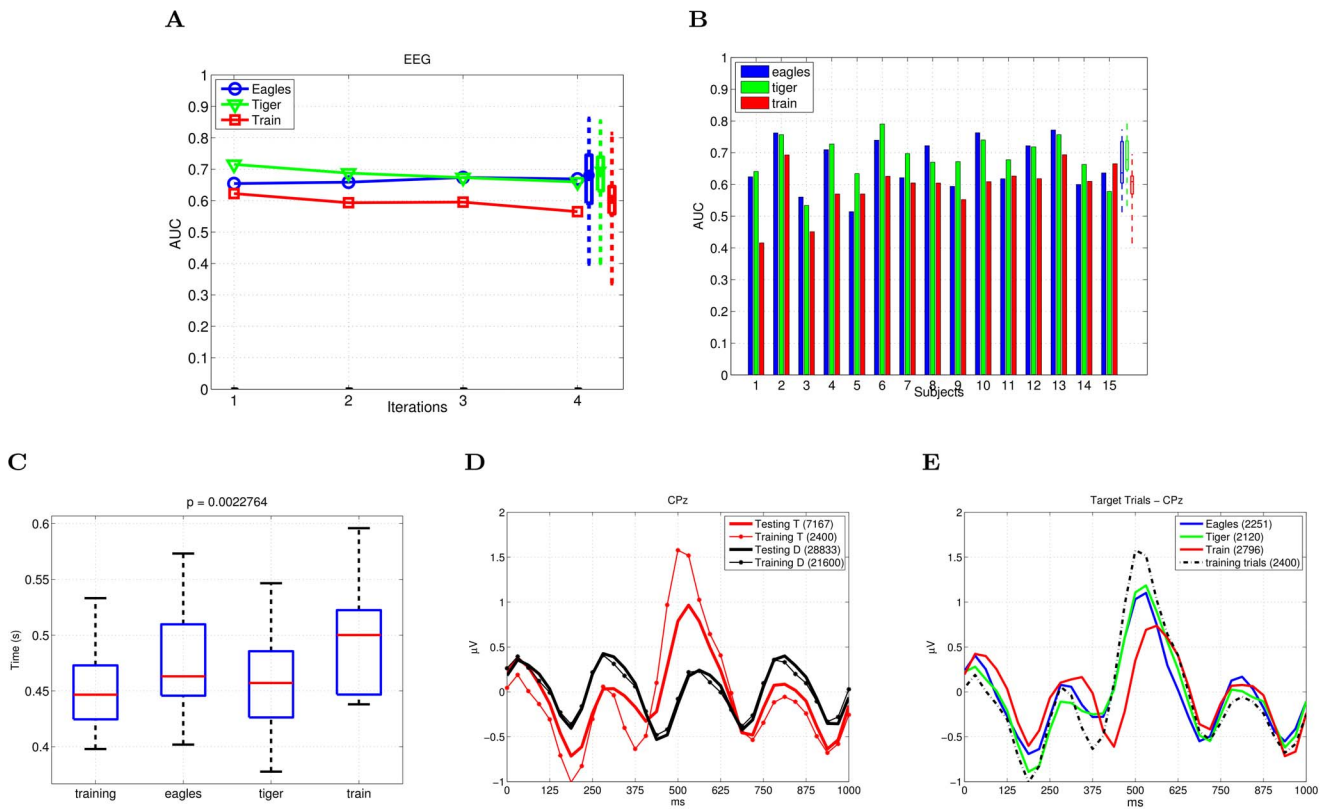 A
EEG
AUC
1
0.9
0.8
0.7
0.6
0.5
0.4
0.3
0.2
0.1
0
Eagles
Tiger
Train
1 2 3 4
Iterations
B
AUC
1
0.9
0.8
0.7
0.6
0.5
0.4
0.3
0.2
0.1
0
eagles
tiger
train
1 2 3 4 5 6 7 8 9 10 11 12 13 14 15
Subjects
C
p = 0.0022764
Time (s)
0.6
0.55
0.5
0.45
0.4
training eagles tiger train
D
CPz
µV
2
1.5
1
0.5
0
−0.5
−1
Testing T (7167)
Training T (2400)
Testing D (28833)
Training D (21600)
0 125 250 375 500 625 750 875 1000
ms
E
Target Trials − CPz
µV
2
1.5
1
0.5
0
−0.5
−1
Eagles (2251)
Tiger (2120)
Train (2796)
training trials (2400)
0 125 250 375 500 625 750 875 1000
ms